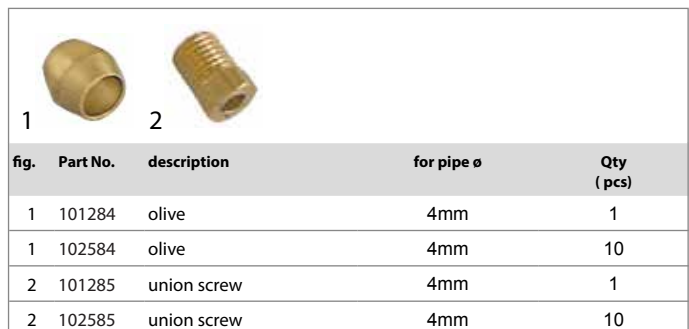 1 2
fig. Part No. description for pipe ø Qty
( pcs)
1 101284 olive 4mm 1
1 102584 olive 4mm 10
2 101285 union screw 4mm 1
2 102585 union screw 4mm 10